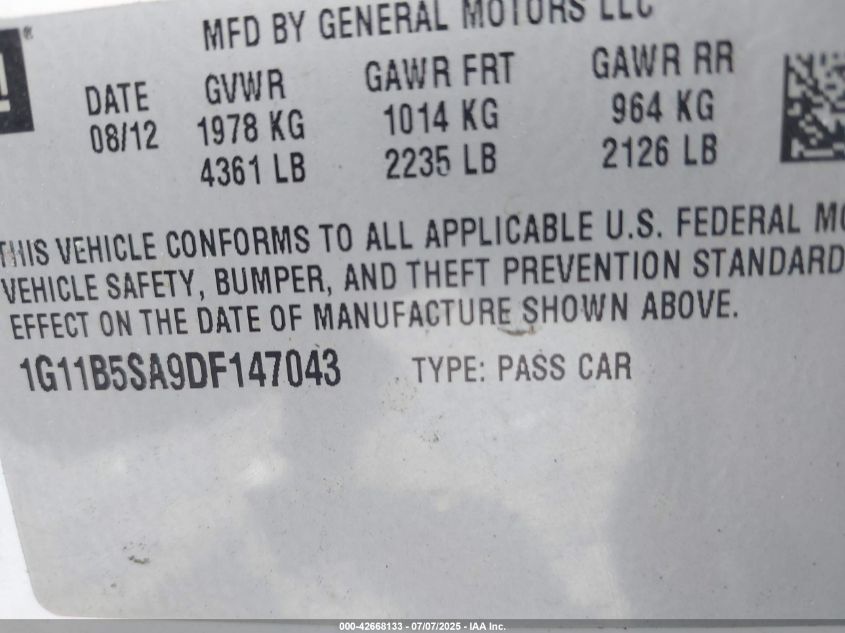 MFD BY GENERAL MOTORS LLC
DATE GVWR GAWR FRT GAWR RR
08/12 1978 KG 1014 KG 964 KG
4361 LB 2235 LB 2126 LB
THIS VEHICLE CONFORMS TO ALL APPLICABLE U.S. FEDERAL MO
VEHICLE SAFETY, BUMPER, AND THEFT PREVENTION STANDARD
EFFECT ON THE DATE OF MANUFACTURE SHOWN ABOVE.
1G11B5SA9DF147043 TYPE: PASS CAR
000-42668133 - 07/07/2025 - IAA Inc.